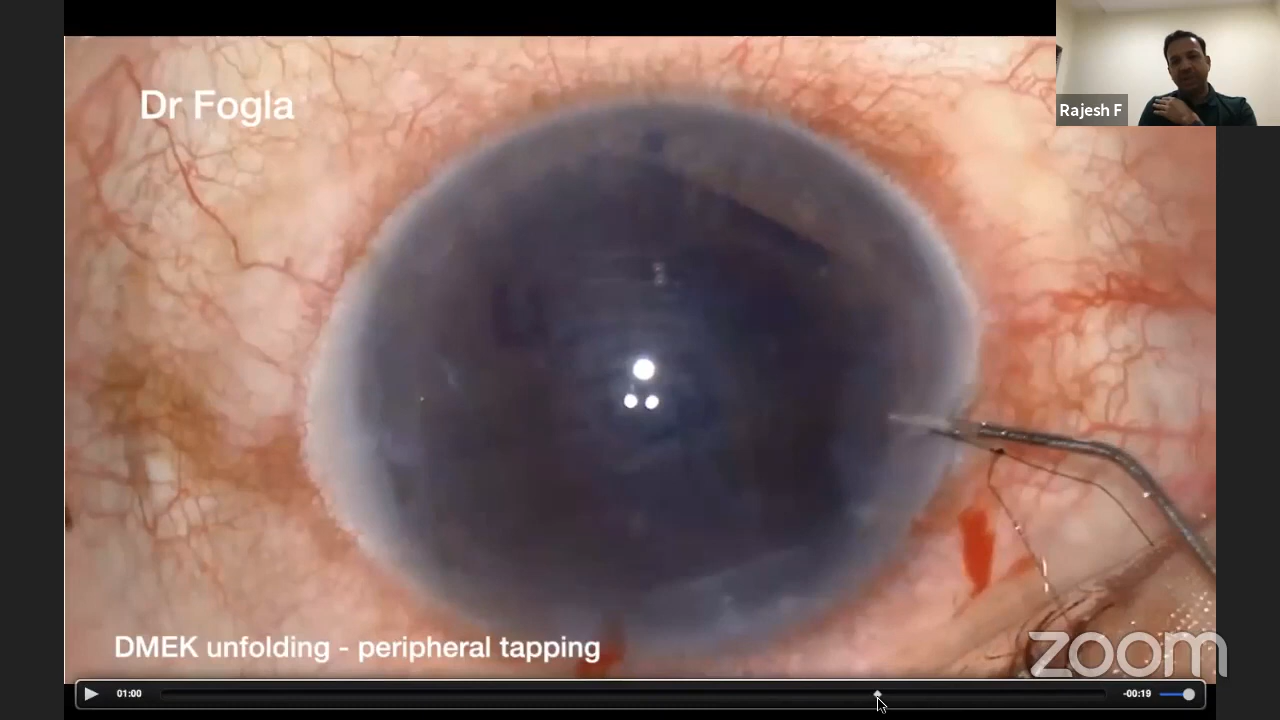 Dr Fogla
Rajesh F
DMEK unfolding - peripheral tapping
zoom
01:00
-00:19